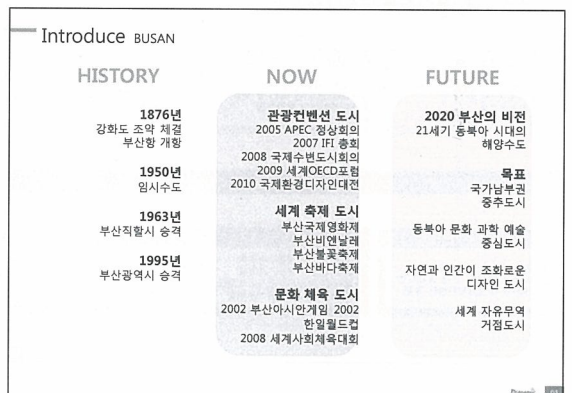 Introduce BUSAN
HISTORY
1876년
강화도 조약 체결
부산항 개항
1950년
임시수도
1963년
부산직할시 승격
1995년
부산광역시 승격
NOW
관광컨벤션 도시
2005 APEC 정상회의
2007 IFI 총회
2008 국제수변도시회의
2009 세계OECD포럼
2010 국제환경디자인대전
세계 축제 도시
부산국제영화제
부산비엔날레
부산불꽃축제
부산바다축제
문화 체육 도시
2002 부산아시안게임 2002
한일월드컵
2008 세계사회체육대회
FUTURE
2020 부산의 비전
21세기 동북아 시대의
해양수도
목표
국가남부권
중추도시
동북아 문화 과학 예술
중심도시
자연과 인간이 조화로운
디자인 도시
세계 자유무역
거점도시